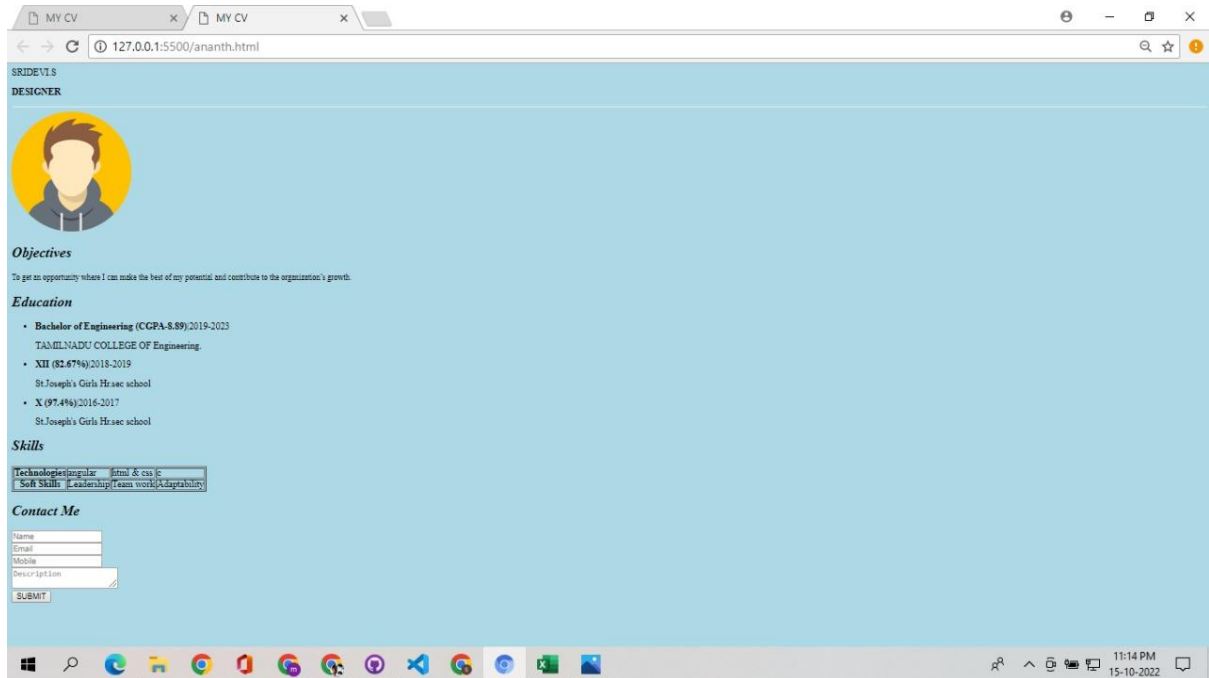 MY CV
MY CV
127.0.0.1:5500/ananth.html
SRIDEVI.S
DESIGNER
Objectives
To get an opportunity where I can make the best of my potential and contribute to the organization's growth.
Education
Bachelor of Engineering (CGPA-8.89)|2019-2023
TAMILNADU COLLEGE OF Engineering.
XII (82.67%)|2018-2019
St.Joseph's Girls Hr.sec school
X (97.4%)|2016-2017
St.Joseph's Girls Hr.sec school
Skills
Technologies angular html & css c
Soft Skills Leadership Team work Adaptability
Contact Me
Name
Email
Mobile
Description
SUBMIT
11:14 PM
15-10-2022